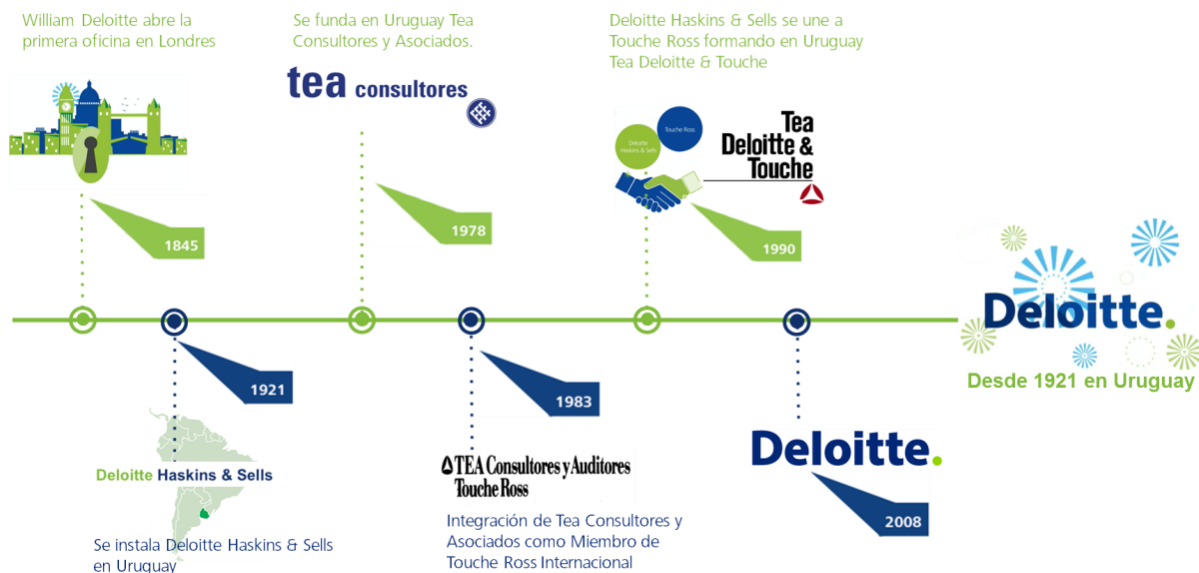 William Deloitte abre la
primera oficina en Londres
1845
Deloitte Haskins & Sells
Se instala Deloitte Haskins & Sells
en Uruguay
1921
Se funda en Uruguay Tea
Consultores y Asociados.
tea consultores
1978
TEA Consultores y Auditores
Touche Ross
Integración de Tea Consultores y
Asociados como Miembro de
Touche Ross Internacional
1983
Deloitte Haskins & Sells se une a
Touche Ross formando en Uruguay
Tea Deloitte & Touche
Deloitte
Haskins & Sells
Touche Ross
Tea
Deloitte &
Touche
1990
Deloitte.
2008
Deloitte.
Desde 1921 en Uruguay